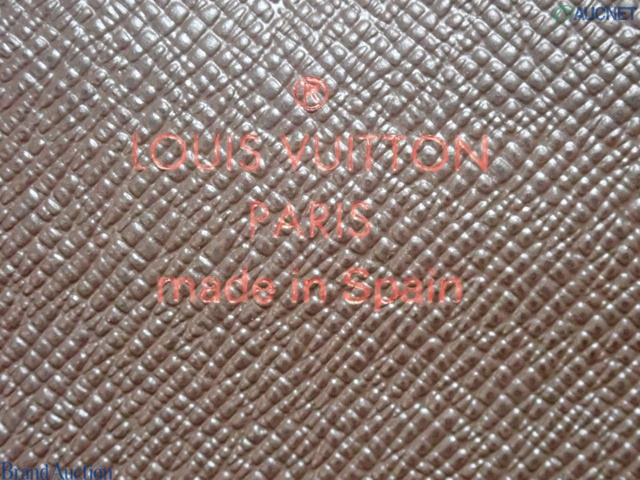 AUCNET
®
LOUIS VUITTON
PARIS
made in Spain
Brand Auction